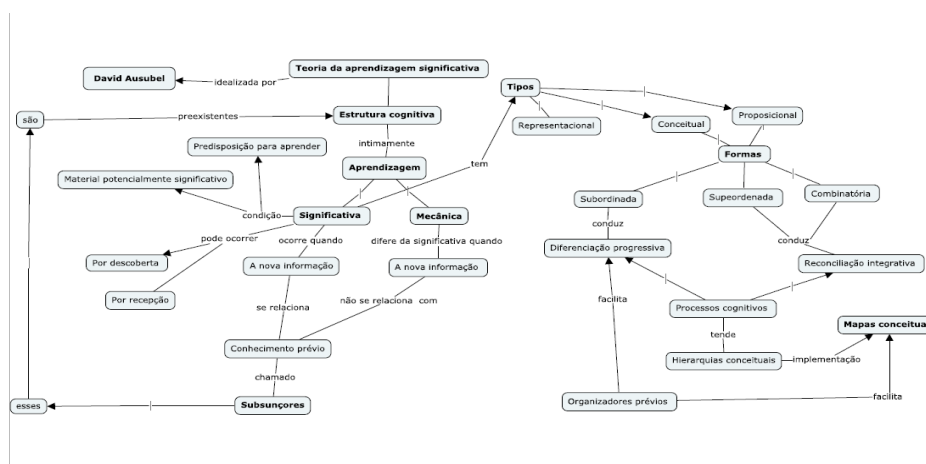 Teoria da aprendizagem significativa
David Ausubel
idealizada por
Tipos
são
preexistentes
Estrutura cognitiva
Representacional
Conceitual
Proposicional
intimamente
Predisposição para aprender
Formas
Aprendizagem
tem
Material potencialmente significativo
Subordinada
Supeordenada
Combinatória
condição
Significativa
Mecânica
conduz
pode ocorrer
ocorre quando
difere da significativa quando
Diferenciação progressiva
conduz
Por descoberta
A nova informação
A nova informação
Reconciliação integrativa
Por recepção
se relaciona
não se relaciona com
facilita
Processos cognitivos
Mapas conceitua
tende
Conhecimento prévio
Hierarquias conceituais
implementação
chamado
esses
Subsunçores
Organizadores prévios
facilita